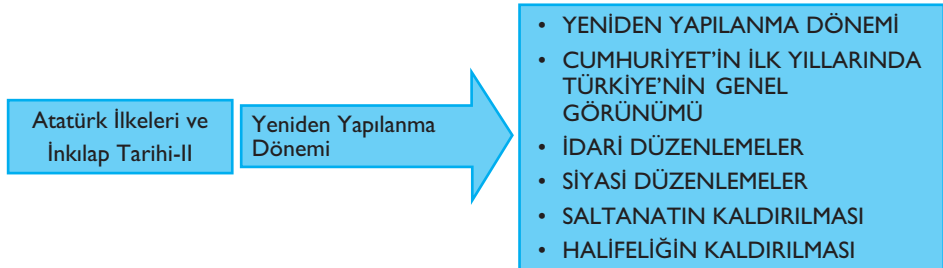 Atatürk İlkeleri ve
İnkılap Tarihi-II
Yeniden Yapılanma
Dönemi
• YENİDEN YAPILANMA DÖNEMİ
• CUMHURİYET’İN İLK YILLARINDA
TÜRKİYE’NİN GENEL
GÖRÜNÜMÜ
• İDARİ DÜZENLEMELER
• SİYASİ DÜZENLEMELER
• SALTANATIN KALDIRILMASI
• HALİFELİĞİN KALDIRILMASI